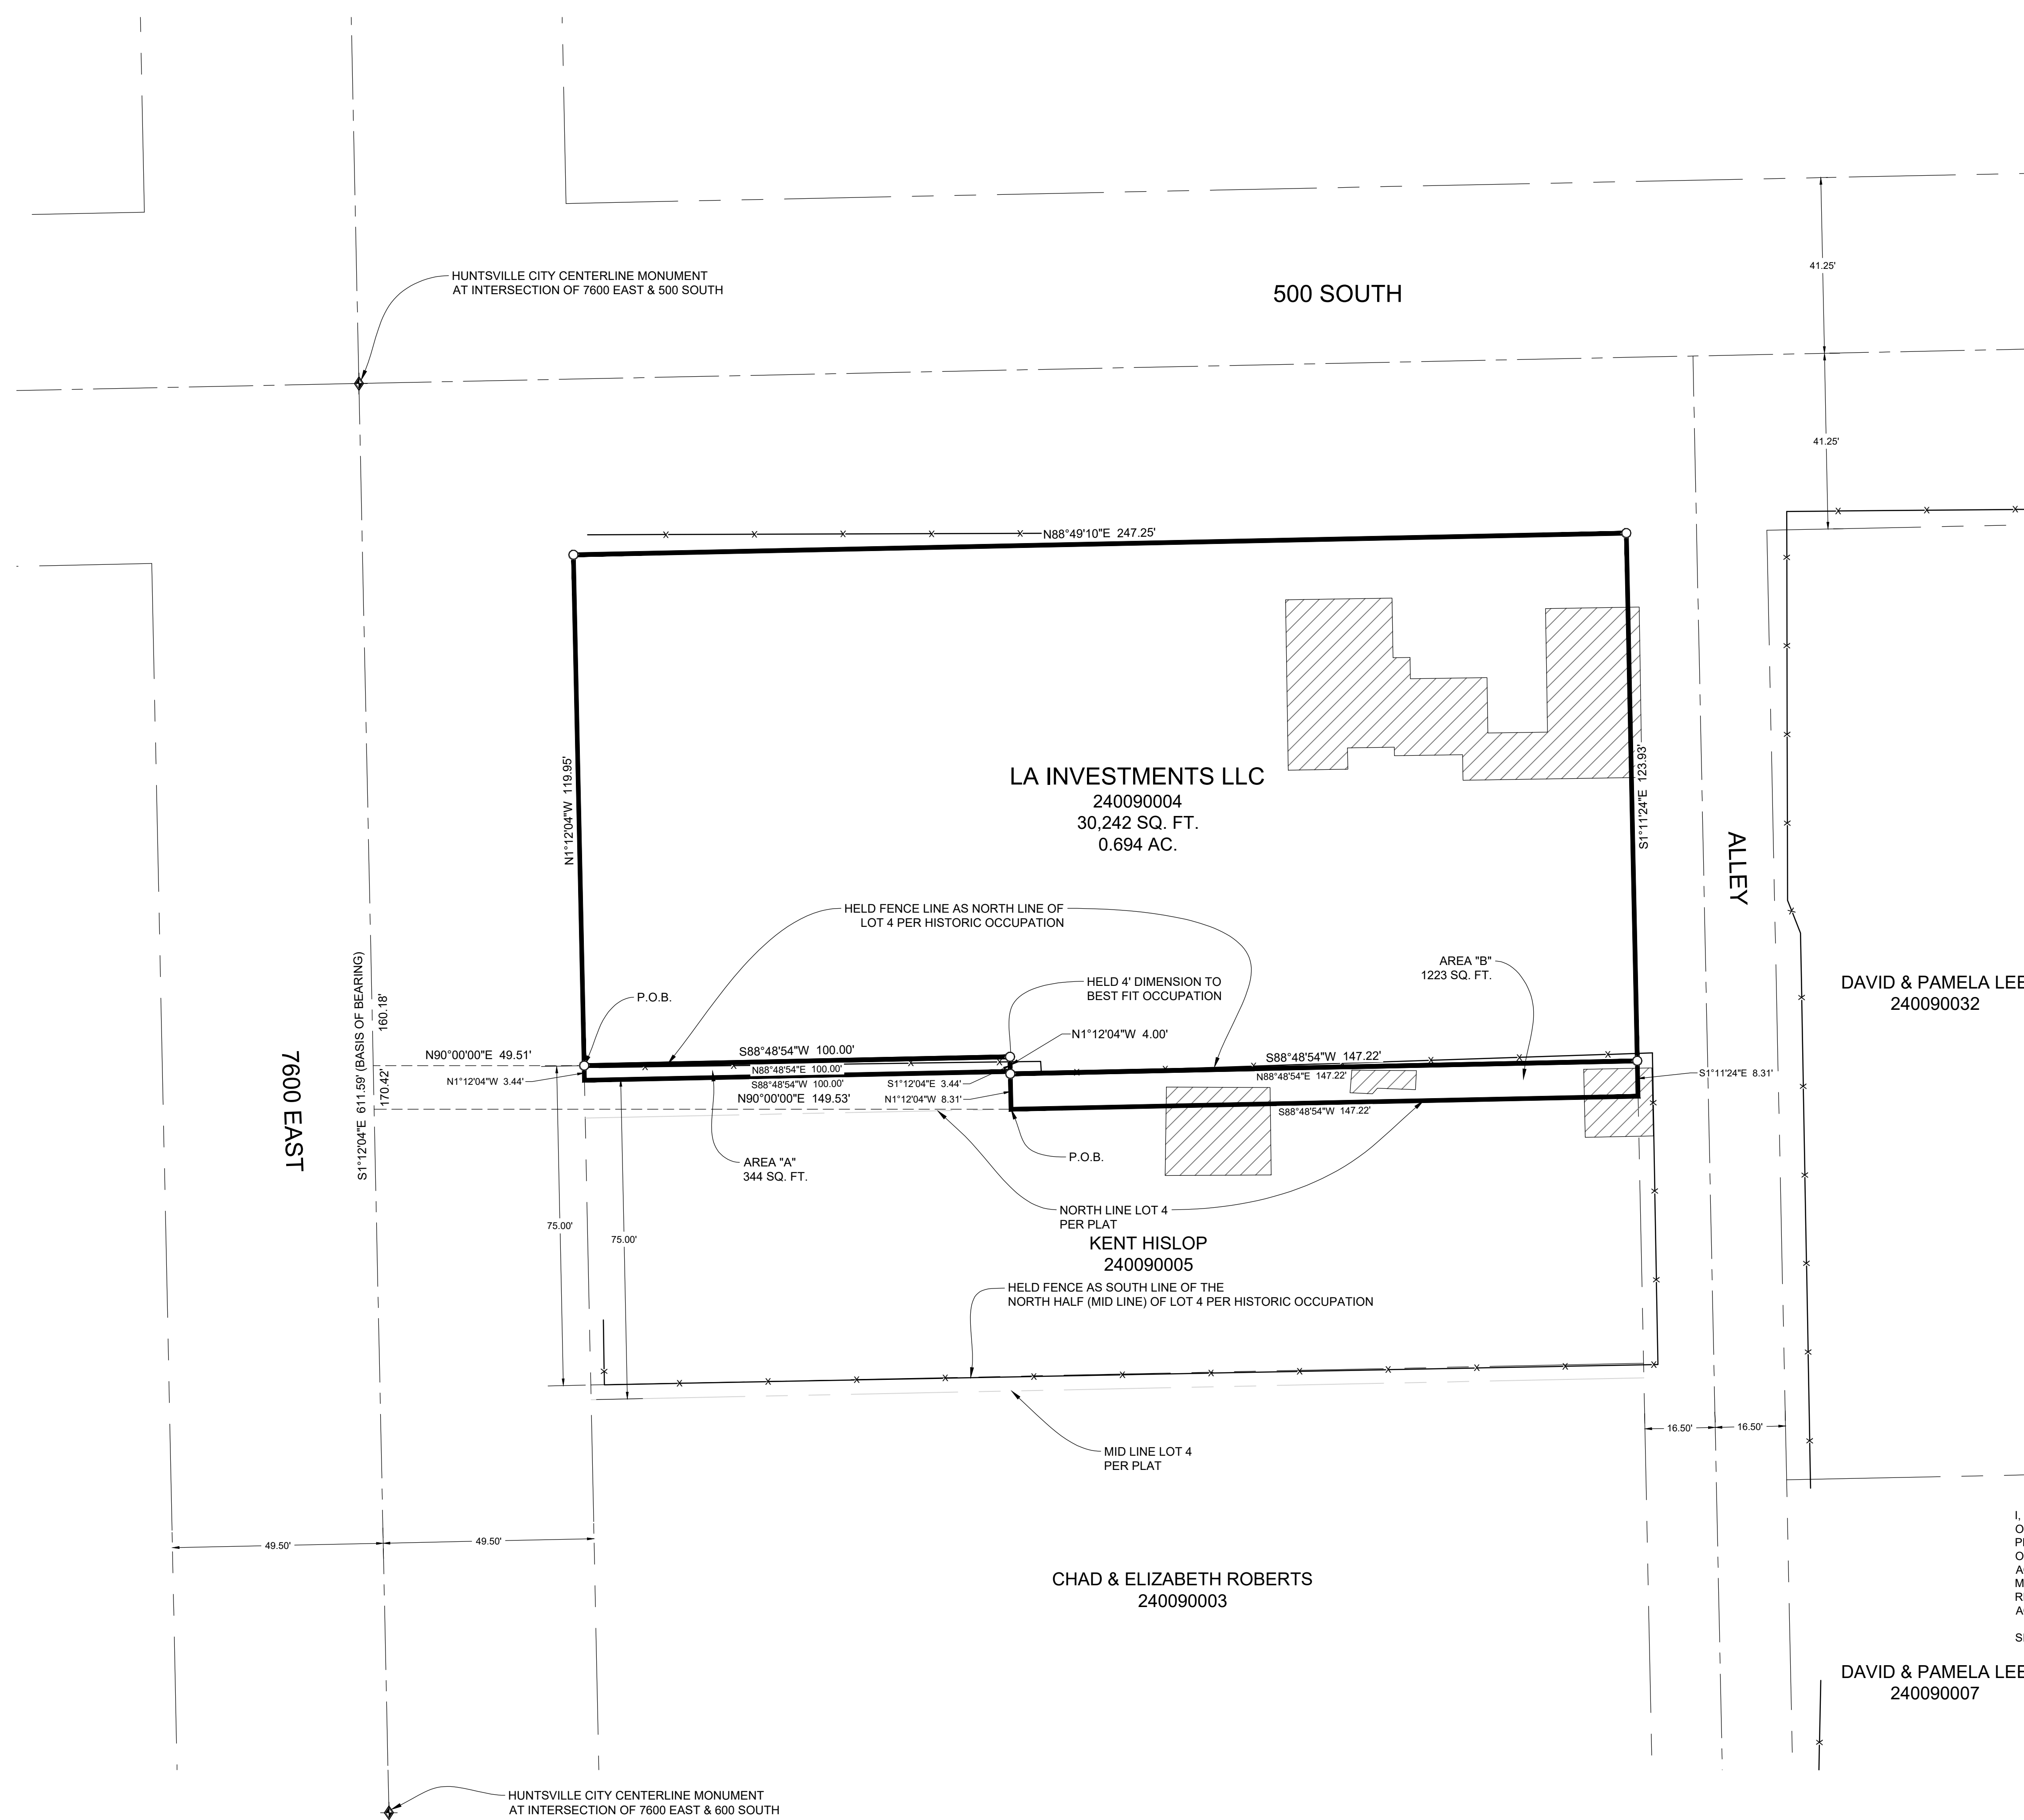 HUNTSVILLE CITY CENTERLINE MONUMENT
AT INTERSECTION OF 7600 EAST & 500 SOUTH
500 SOUTH
41.25'
41.25'
N88°49'10"E 247.25'
N1°12'04"W 119.95'
S1°11'24"E 123.93'
LA INVESTMENTS LLC
240090004
30,242 SQ. FT.
0.694 AC.
ALLEY
HELD FENCE LINE AS NORTH LINE OF
LOT 4 PER HISTORIC OCCUPATION
AREA "B"
1223 SQ. FT.
HELD 4' DIMENSION TO
BEST FIT OCCUPATION
DAVID & PAMELA LEE
240090032
P.O.B.
N1°12'04"W 4.00'
S1°12'04"E 611.59' (BASIS OF BEARING)
160.18'
170.42'
7600 EAST
N90°00'00"E 49.51'
S88°48'54"W 100.00'
S88°48'54"W 147.22'
N88°48'54"E 100.00'
N88°48'54"E 147.22'
N1°12'04"W 3.44'
S88°48'54"W 100.00'
S1°12'04"E 3.44'
S1°11'24"E 8.31'
N90°00'00"E 149.53'
N1°12'04"W 8.31'
S88°48'54"W 147.22'
P.O.B.
AREA "A"
344 SQ. FT.
NORTH LINE LOT 4
PER PLAT
75.00'
75.00'
KENT HISLOP
240090005
HELD FENCE AS SOUTH LINE OF THE
NORTH HALF (MID LINE) OF LOT 4 PER HISTORIC OCCUPATION
16.50'
16.50'
MID LINE LOT 4
PER PLAT
49.50'
49.50'
CHAD & ELIZABETH ROBERTS
240090003
I,
DAVID & PAMELA LEE
240090007
HUNTSVILLE CITY CENTERLINE MONUMENT
AT INTERSECTION OF 7600 EAST & 600 SOUTH